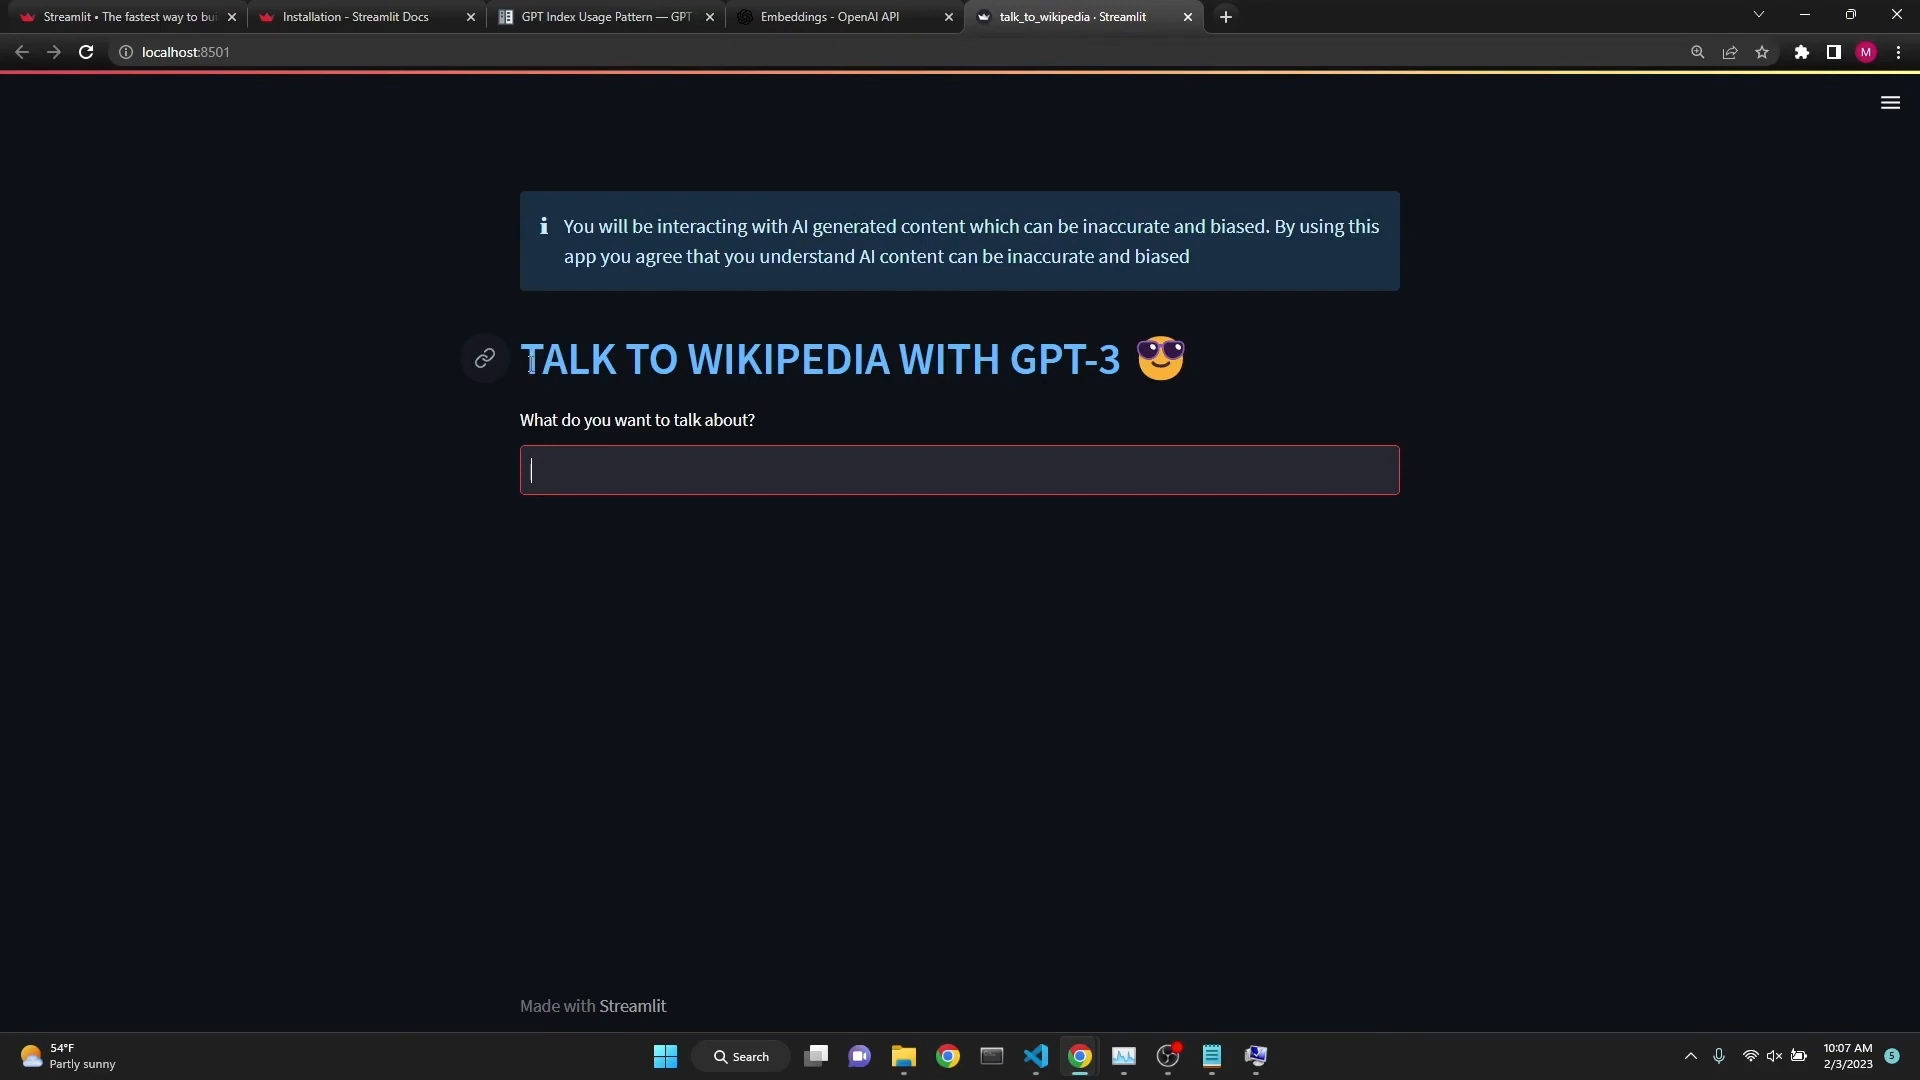 Streamlit • The fastest way to bui
Installation - Streamlit Docs
GPT Index Usage Pattern — GPT
Embeddings - OpenAI API
talk_to_wikipedia · Streamlit
localhost:8501
M
You will be interacting with AI generated content which can be inaccurate and biased. By using this
app you agree that you understand AI content can be inaccurate and biased
TALK TO WIKIPEDIA WITH GPT-3
What do you want to talk about?
Made with Streamlit
54°F
Partly sunny
Search
10:07 AM
2/3/2023
5